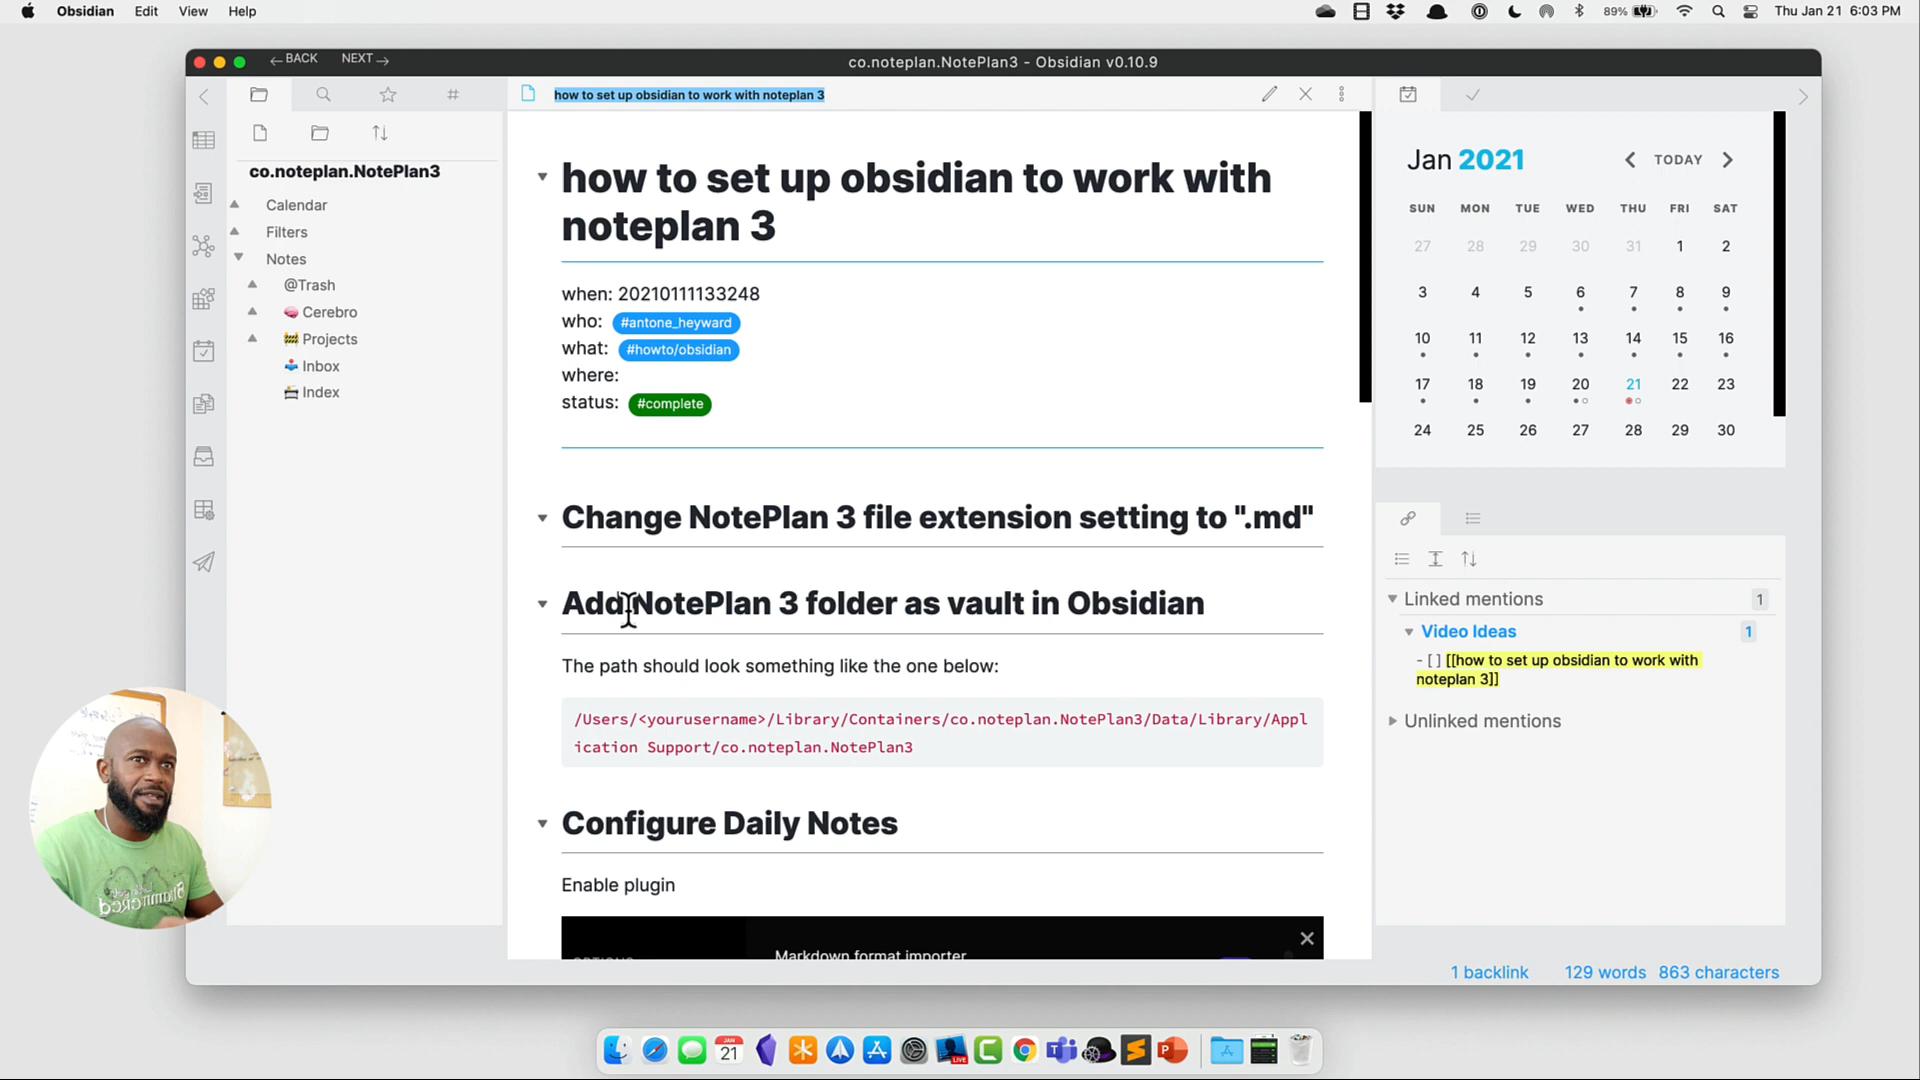 Obsidian Edit View Help
89% Thu Jan 21 6:03 PM
← BACK NEXT → co.noteplan.NotePlan3 - Obsidian v0.10.9
how to set up obsidian to work with noteplan 3
co.noteplan.NotePlan3
Calendar
Filters
Notes
@Trash
Cerebro
Projects
Inbox
Index
how to set up obsidian to work with
noteplan 3
when: 20210111133248
who: #antone_heyward
what: #howto/obsidian
where:
status: #complete
Change NotePlan 3 file extension setting to ".md"
Add NotePlan 3 folder as vault in Obsidian
The path should look something like the one below:
/Users/<yourusername>/Library/Containers/co.noteplan.NotePlan3/Data/Library/Appl
ication Support/co.noteplan.NotePlan3
Configure Daily Notes
Enable plugin
Markdown format importer
Jan 2021 TODAY
SUN MON TUE WED THU FRI SAT
27 28 29 30 31 1 2
3 4 5 6 7 8 9
10 11 12 13 14 15 16
17 18 19 20 21 22 23
24 25 26 27 28 29 30
Linked mentions 1
Video Ideas 1
- [ ] [[how to set up obsidian to work with
noteplan 3]]
Unlinked mentions
1 backlink 129 words 863 characters
JAN
21
LIVE